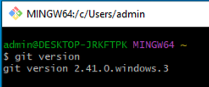 MINGW64:/c/Users/admin
admin@DESKTOP-JRKFTPK MINGW64 ~
$ git version
git version 2.41.0.windows.3